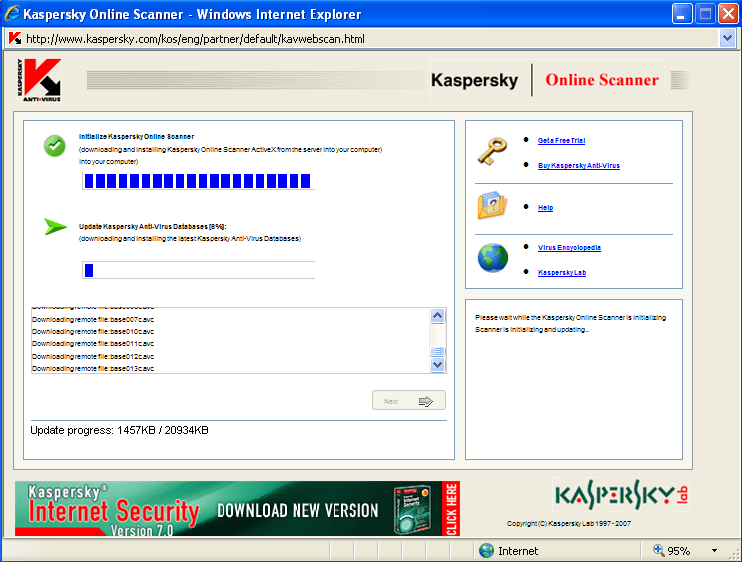 Kaspersky Online Scanner - Windows Internet Explorer
http://www.kaspersky.com/kos/eng/partner/default/kavwebscan.html
KASPERSKY
ANTI-VIRUS
Kaspersky
Online Scanner
Initialize Kaspersky Online Scanner
(downloading and installing Kaspersky Online Scanner ActiveX from the server into your computer)
into your computer)
Update Kaspersky Anti-Virus Databases [6%]:
(downloading and installing the latest Kaspersky Anti-Virus Databases)
Downloading remote file:base007c.avc
Downloading remote file:base010c.avc
Downloading remote file:base011c.avc
Downloading remote file:base012c.avc
Downloading remote file:base013c.avc
Next
Update progress: 1457KB / 20934KB
Get a Free Trial
Buy Kaspersky Anti-Virus
Help
Virus Encyclopedia
Kaspersky Lab
Please wait while the Kaspersky Online Scanner is initializing
Scanner is initializing and updating..
Kaspersky®
Internet Security
Version 7.0
DOWNLOAD NEW VERSION
CLICK HERE
KASPERSKY lab
Copyright (C) Kaspersky Lab 1997 - 2007
Internet
95%